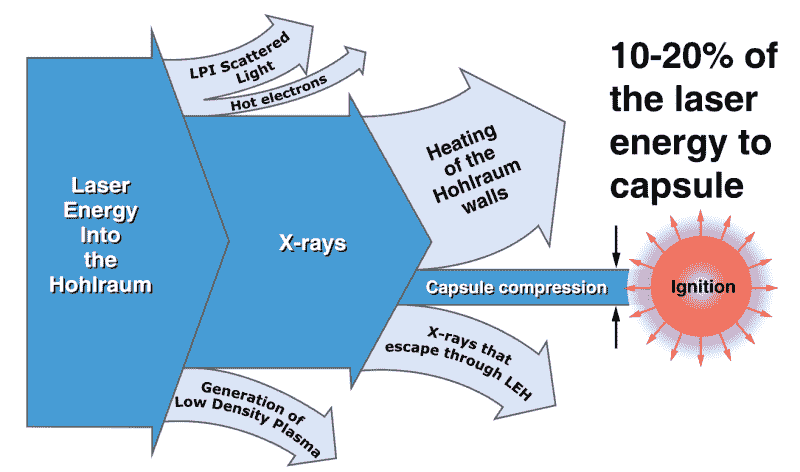 Laser
Energy
Into
the
Hohlraum
LPI Scattered
Light
Hot electrons
X-rays
Heating
of the
Hohlraum
walls
10-20% of
the laser
energy to
capsule
Capsule compression
Ignition
X-rays that
escape through LEH
Generation of
Low Density Plasma